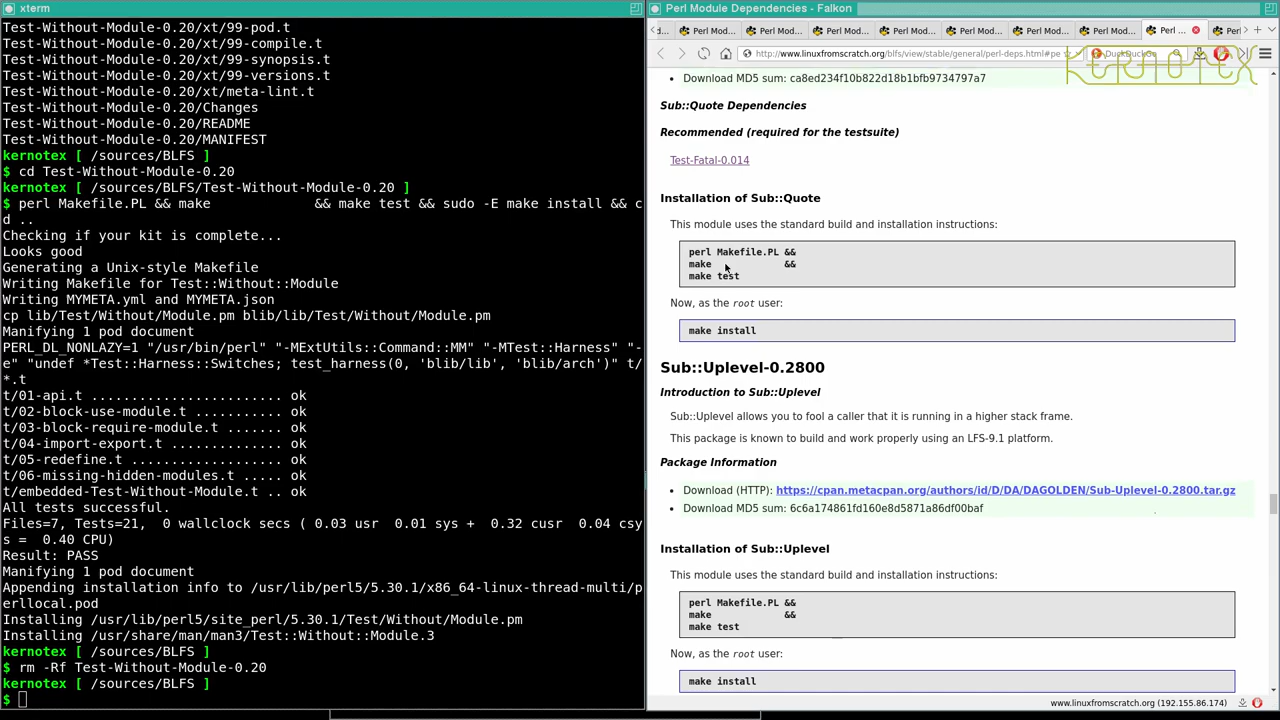 xterm
Test-Without-Module-0.20/xt/99-pod.t
Test-Without-Module-0.20/xt/99-compile.t
Test-Without-Module-0.20/xt/99-synopsis.t
Test-Without-Module-0.20/xt/99-versions.t
Test-Without-Module-0.20/xt/meta-lint.t
Test-Without-Module-0.20/Changes
Test-Without-Module-0.20/README
Test-Without-Module-0.20/MANIFEST
kernotex [ /sources/BLFS ]
$ cd Test-Without-Module-0.20
kernotex [ /sources/BLFS/Test-Without-Module-0.20 ]
$ perl Makefile.PL && make             && make test && sudo -E make install && c
d ..
Checking if your kit is complete...
Looks good
Generating a Unix-style Makefile
Writing Makefile for Test::Without::Module
Writing MYMETA.yml and MYMETA.json
cp lib/Test/Without/Module.pm blib/lib/Test/Without/Module.pm
Manifying 1 pod document
PERL_DL_NONLAZY=1 "/usr/bin/perl" "-MExtUtils::Command::MM" "-MTest::Harness" "-
e" "undef *Test::Harness::Switches; test_harness(0, 'blib/lib', 'blib/arch')" t/
*.t
t/01-api.t ........................ ok
t/02-block-use-module.t ........... ok
t/03-block-require-module.t ....... ok
t/04-import-export.t .............. ok
t/05-redefine.t ................... ok
t/06-missing-hidden-modules.t ..... ok
t/embedded-Test-Without-Module.t .. ok
All tests successful.
Files=7, Tests=21,  0 wallclock secs ( 0.03 usr  0.01 sys +  0.32 cusr  0.04 csy
s =  0.40 CPU)
Result: PASS
Manifying 1 pod document
Appending installation info to /usr/lib/perl5/5.30.1/x86_64-linux-thread-multi/p
erllocal.pod
Installing /usr/lib/perl5/site_perl/5.30.1/Test/Without/Module.pm
Installing /usr/share/man/man3/Test::Without::Module.3
kernotex [ /sources/BLFS ]
$ rm -Rf Test-Without-Module-0.20
kernotex [ /sources/BLFS ]
$
Perl Module Dependencies - Falkon
d... Perl Mod... Perl Mod... Perl Mod... Perl Mod... Perl Mod... Perl Mod... Perl Mod... Perl ... Perl
http://www.linuxfromscratch.org/blfs/view/stable/general/perl-deps.html#pe DuckDuckGo
KERNOTEX
Download MD5 sum: ca8ed234f10b822d18b1bfb9734797a7
Sub::Quote Dependencies
Recommended (required for the testsuite)
Test-Fatal-0.014
Installation of Sub::Quote
This module uses the standard build and installation instructions:
perl Makefile.PL &&
make             &&
make test
Now, as the root user:
make install
Sub::Uplevel-0.2800
Introduction to Sub::Uplevel
Sub::Uplevel allows you to fool a caller that it is running in a higher stack frame.
This package is known to build and work properly using an LFS-9.1 platform.
Package Information
Download (HTTP): https://cpan.metacpan.org/authors/id/D/DA/DAGOLDEN/Sub-Uplevel-0.2800.tar.gz
Download MD5 sum: 6c6a174861fd160e8d5871a86df00baf
Installation of Sub::Uplevel
This module uses the standard build and installation instructions:
perl Makefile.PL &&
make             &&
make test
Now, as the root user:
make install
www.linuxfromscratch.org (192.155.86.174)